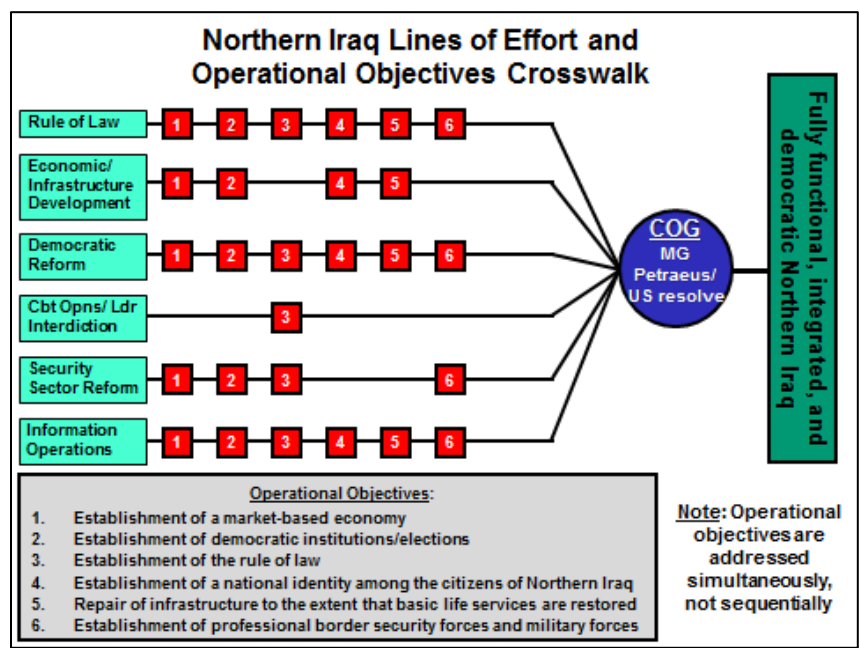 Northern Iraq Lines of Effort and
Operational Objectives Crosswalk
Rule of Law
1 2 3 4 5 6
Economic/
Infrastructure
Development
1 2 4 5
Democratic
Reform
1 2 3 4 5 6
Cbt Opns/ Ldr
Interdiction
3
Security
Sector Reform
1 2 3 6
Information
Operations
1 2 3 4 5 6
COG
MG
Petraeus/
US resolve
Fully functional, integrated, and
democratic Northern Iraq
Operational Objectives:
1. Establishment of a market-based economy
2. Establishment of democratic institutions/elections
3. Establishment of the rule of law
4. Establishment of a national identity among the citizens of Northern Iraq
5. Repair of infrastructure to the extent that basic life services are restored
6. Establishment of professional border security forces and military forces
Note: Operational
objectives are
addressed
simultaneously,
not sequentially